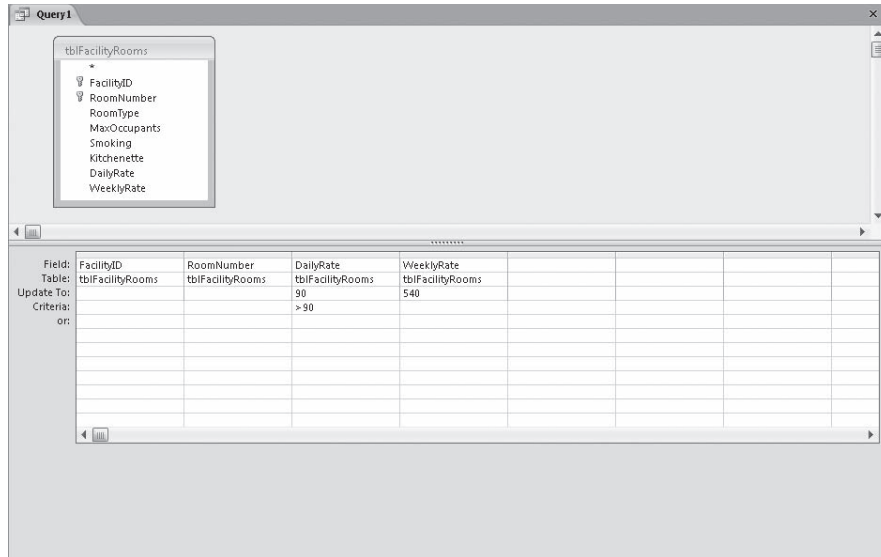 Query1
tblFacilityRooms
*
FacilityID
RoomNumber
RoomType
MaxOccupants
Smoking
Kitchenette
DailyRate
WeeklyRate
Field: FacilityID RoomNumber DailyRate WeeklyRate
Table: tblFacilityRooms tblFacilityRooms tblFacilityRooms tblFacilityRooms
Update To: 90 540
Criteria: >90
or: